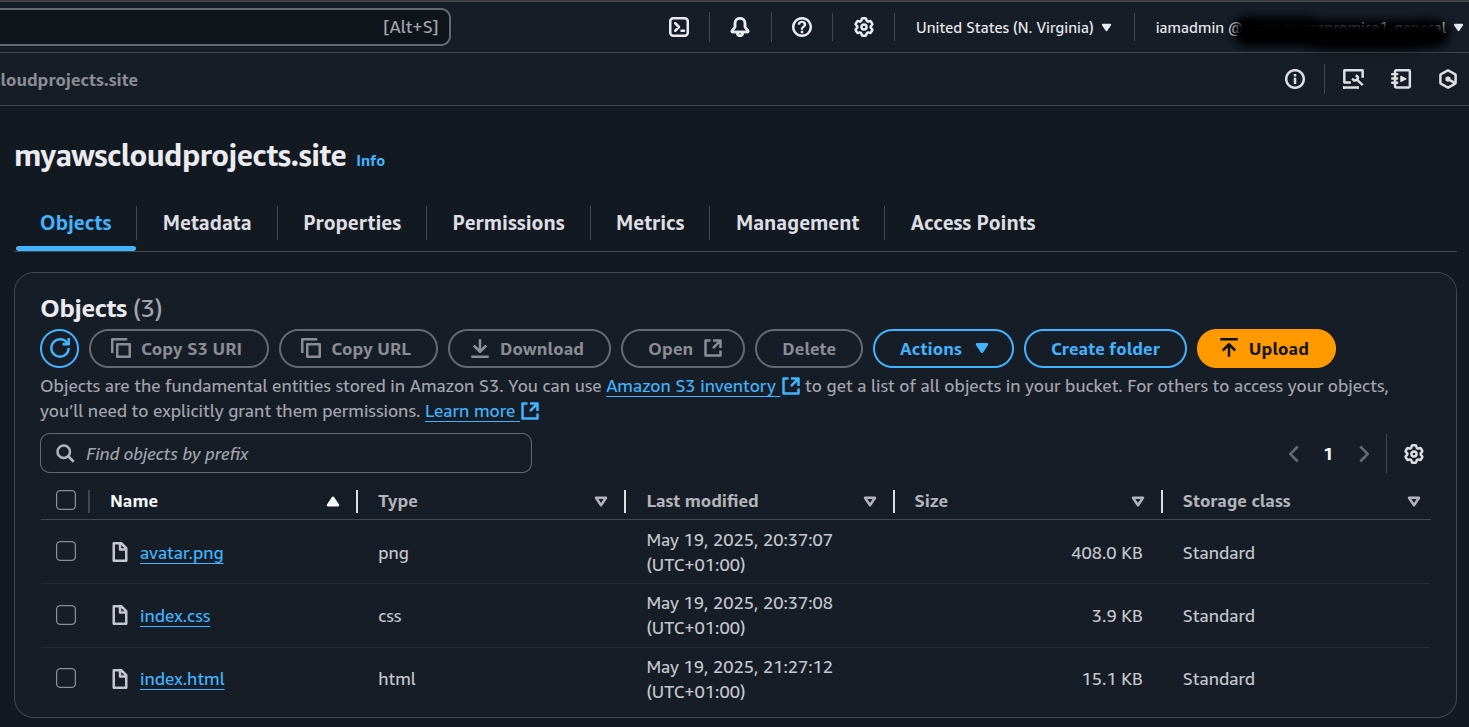 [Alt+S]
United States (N. Virginia)
iamadmin @
loudprojects.site
myawscloudprojects.site Info
Objects Metadata Properties Permissions Metrics Management Access Points
Objects (3)
Copy S3 URI Copy URL Download Open Delete Actions Create folder Upload
Objects are the fundamental entities stored in Amazon S3. You can use Amazon S3 inventory to get a list of all objects in your bucket. For others to access your objects,
you’ll need to explicitly grant them permissions. Learn more
Find objects by prefix
1
Name Type Last modified Size Storage class
avatar.png png May 19, 2025, 20:37:07 (UTC+01:00) 408.0 KB Standard
index.css css May 19, 2025, 20:37:08 (UTC+01:00) 3.9 KB Standard
index.html html May 19, 2025, 21:27:12 (UTC+01:00) 15.1 KB Standard